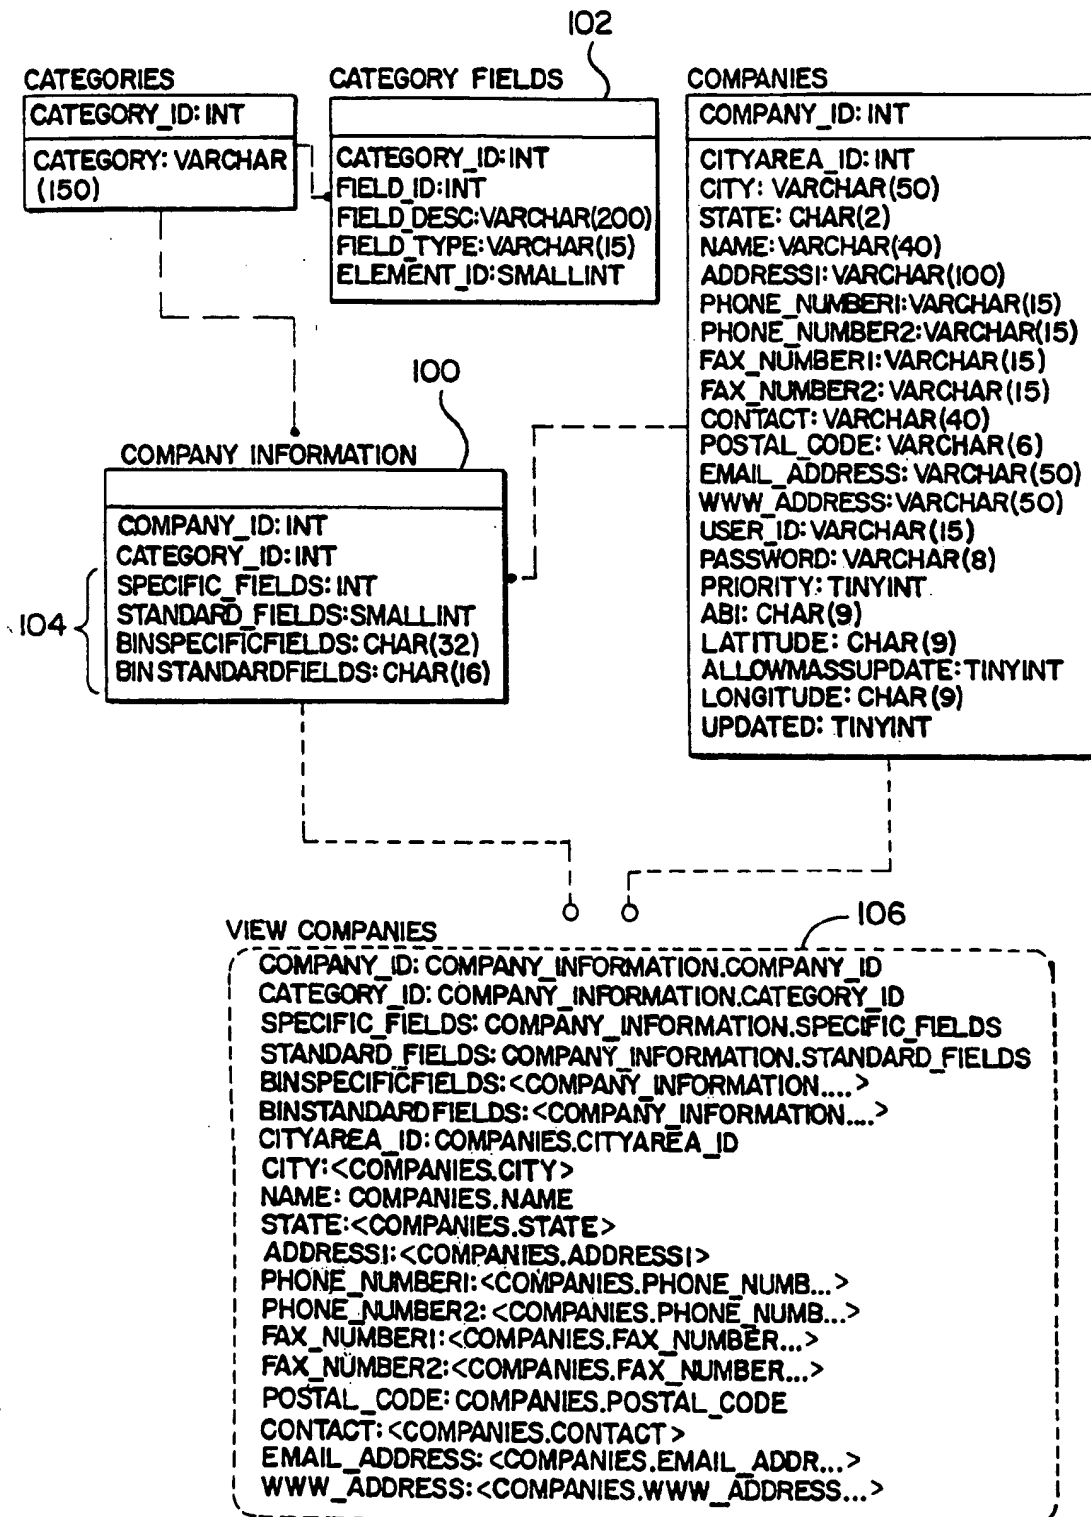 102
CATEGORIES
CATEGORY_ID: INT
CATEGORY: VARCHAR
(150)
CATEGORY FIELDS
CATEGORY_ID: INT
FIELD_ID: INT
FIELD_DESC: VARCHAR(200)
FIELD_TYPE: VARCHAR(15)
ELEMENT_ID: SMALLINT
COMPANIES
COMPANY_ID: INT
CITYAREA_ID: INT
CITY: VARCHAR(50)
STATE: CHAR(2)
NAME: VARCHAR(40)
ADDRESS1: VARCHAR(100)
PHONE_NUMBER1: VARCHAR(15)
PHONE_NUMBER2: VARCHAR(15)
FAX_NUMBER1: VARCHAR(15)
FAX_NUMBER2: VARCHAR(15)
CONTACT: VARCHAR(40)
POSTAL_CODE: VARCHAR(6)
EMAIL_ADDRESS: VARCHAR(50)
WWW_ADDRESS: VARCHAR(50)
USER_ID: VARCHAR(15)
PASSWORD: VARCHAR(8)
PRIORITY: TINYINT
ABI: CHAR(9)
LATITUDE: CHAR(9)
ALLOWMASSUPDATE: TINYINT
LONGITUDE: CHAR(9)
UPDATED: TINYINT
100
COMPANY INFORMATION
COMPANY_ID: INT
CATEGORY_ID: INT
SPECIFIC_FIELDS: INT
STANDARD_FIELDS: SMALLINT
BINSPECIFICFIELDS: CHAR(32)
BINSTANDARDFIELDS: CHAR(16)
104
106
VIEW COMPANIES
COMPANY_ID: COMPANY_INFORMATION.COMPANY_ID
CATEGORY_ID: COMPANY_INFORMATION.CATEGORY_ID
SPECIFIC_FIELDS: COMPANY_INFORMATION.SPECIFIC_FIELDS
STANDARD_FIELDS: COMPANY_INFORMATION.STANDARD_FIELDS
BINSPECIFICFIELDS: <COMPANY_INFORMATION....>
BINSTANDARDFIELDS: <COMPANY_INFORMATION....>
CITYAREA_ID: COMPANIES.CITYAREA_ID
CITY: <COMPANIES.CITY>
NAME: COMPANIES.NAME
STATE: <COMPANIES.STATE>
ADDRESS1: <COMPANIES.ADDRESS1>
PHONE_NUMBER1: <COMPANIES.PHONE_NUMB...>
PHONE_NUMBER2: <COMPANIES.PHONE_NUMB...>
FAX_NUMBER1: <COMPANIES.FAX_NUMBER...>
FAX_NUMBER2: <COMPANIES.FAX_NUMBER...>
POSTAL_CODE: COMPANIES.POSTAL_CODE
CONTACT: <COMPANIES.CONTACT>
EMAIL_ADDRESS: <COMPANIES.EMAIL_ADDR...>
WWW_ADDRESS: <COMPANIES.WWW_ADDRESS...>